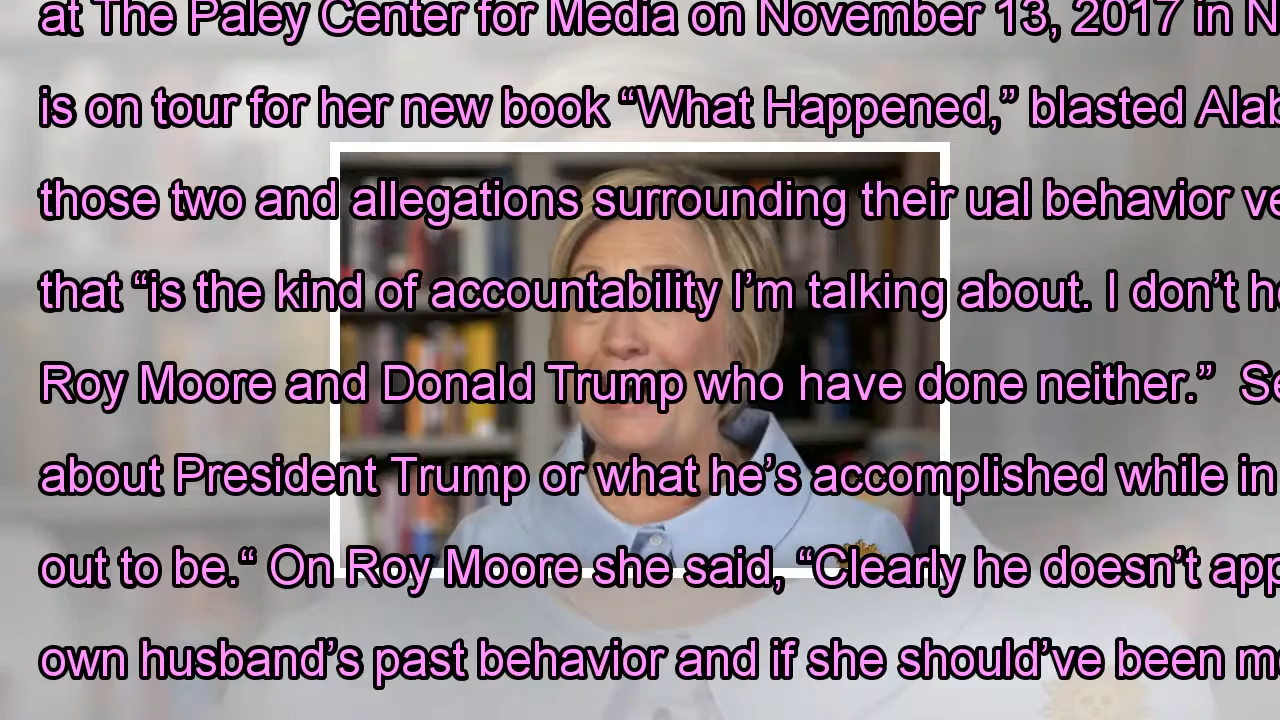 at The Paley Center for Media on November 13, 2017 in N
is on tour for her new book “What Happened,” blasted Alab
those two and allegations surrounding their ual behavior ve
that “is the kind of accountability I’m talking about. I don’t he
Roy Moore and Donald Trump who have done neither.”  Se
about President Trump or what he’s accomplished while in
out to be.“ On Roy Moore she said, “Clearly he doesn’t app
own husband’s past behavior and if she should’ve been m